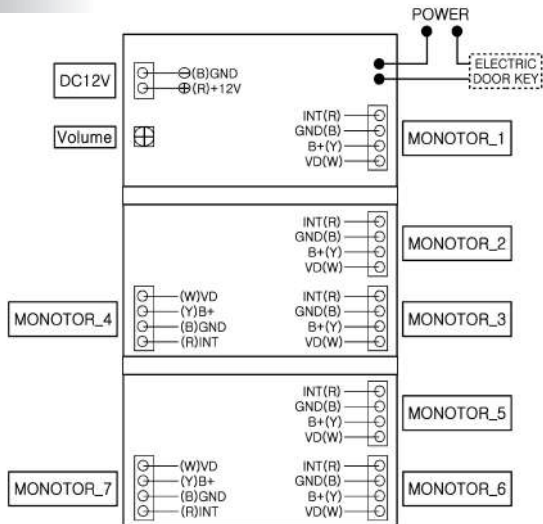 POWER
ELECTRIC
DOOR KEY
DC12V
⊖(B)GND
⊕(R)+12V
Volume
INT(R)
GND(B)
B+(Y)
VD(W)
MONOTOR_1
INT(R)
GND(B)
B+(Y)
VD(W)
MONOTOR_2
MONOTOR_4
(W)VD
(Y)B+
(B)GND
(R)INT
INT(R)
GND(B)
B+(Y)
VD(W)
MONOTOR_3
INT(R)
GND(B)
B+(Y)
VD(W)
MONOTOR_5
MONOTOR_7
(W)VD
(Y)B+
(B)GND
(R)INT
INT(R)
GND(B)
B+(Y)
VD(W)
MONOTOR_6